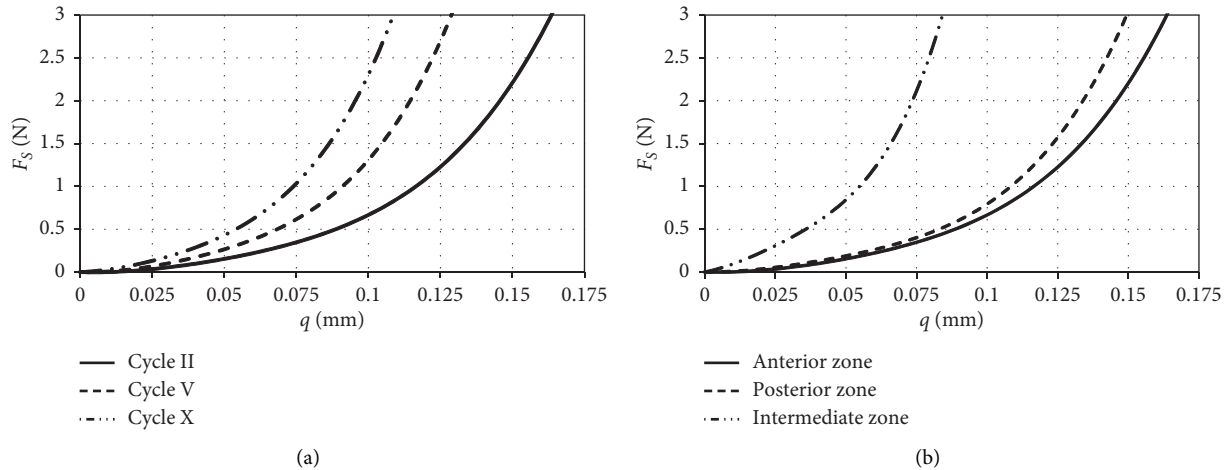 3
2.5
2
1.5
1
0.5
0
F_S (N)
0 0.025 0.05 0.075 0.1 0.125 0.15 0.175
q (mm)
Cycle II
Cycle V
Cycle X
(a)
3
2.5
2
1.5
1
0.5
0
F_S (N)
0 0.025 0.05 0.075 0.1 0.125 0.15 0.175
q (mm)
Anterior zone
Posterior zone
Intermediate zone
(b)